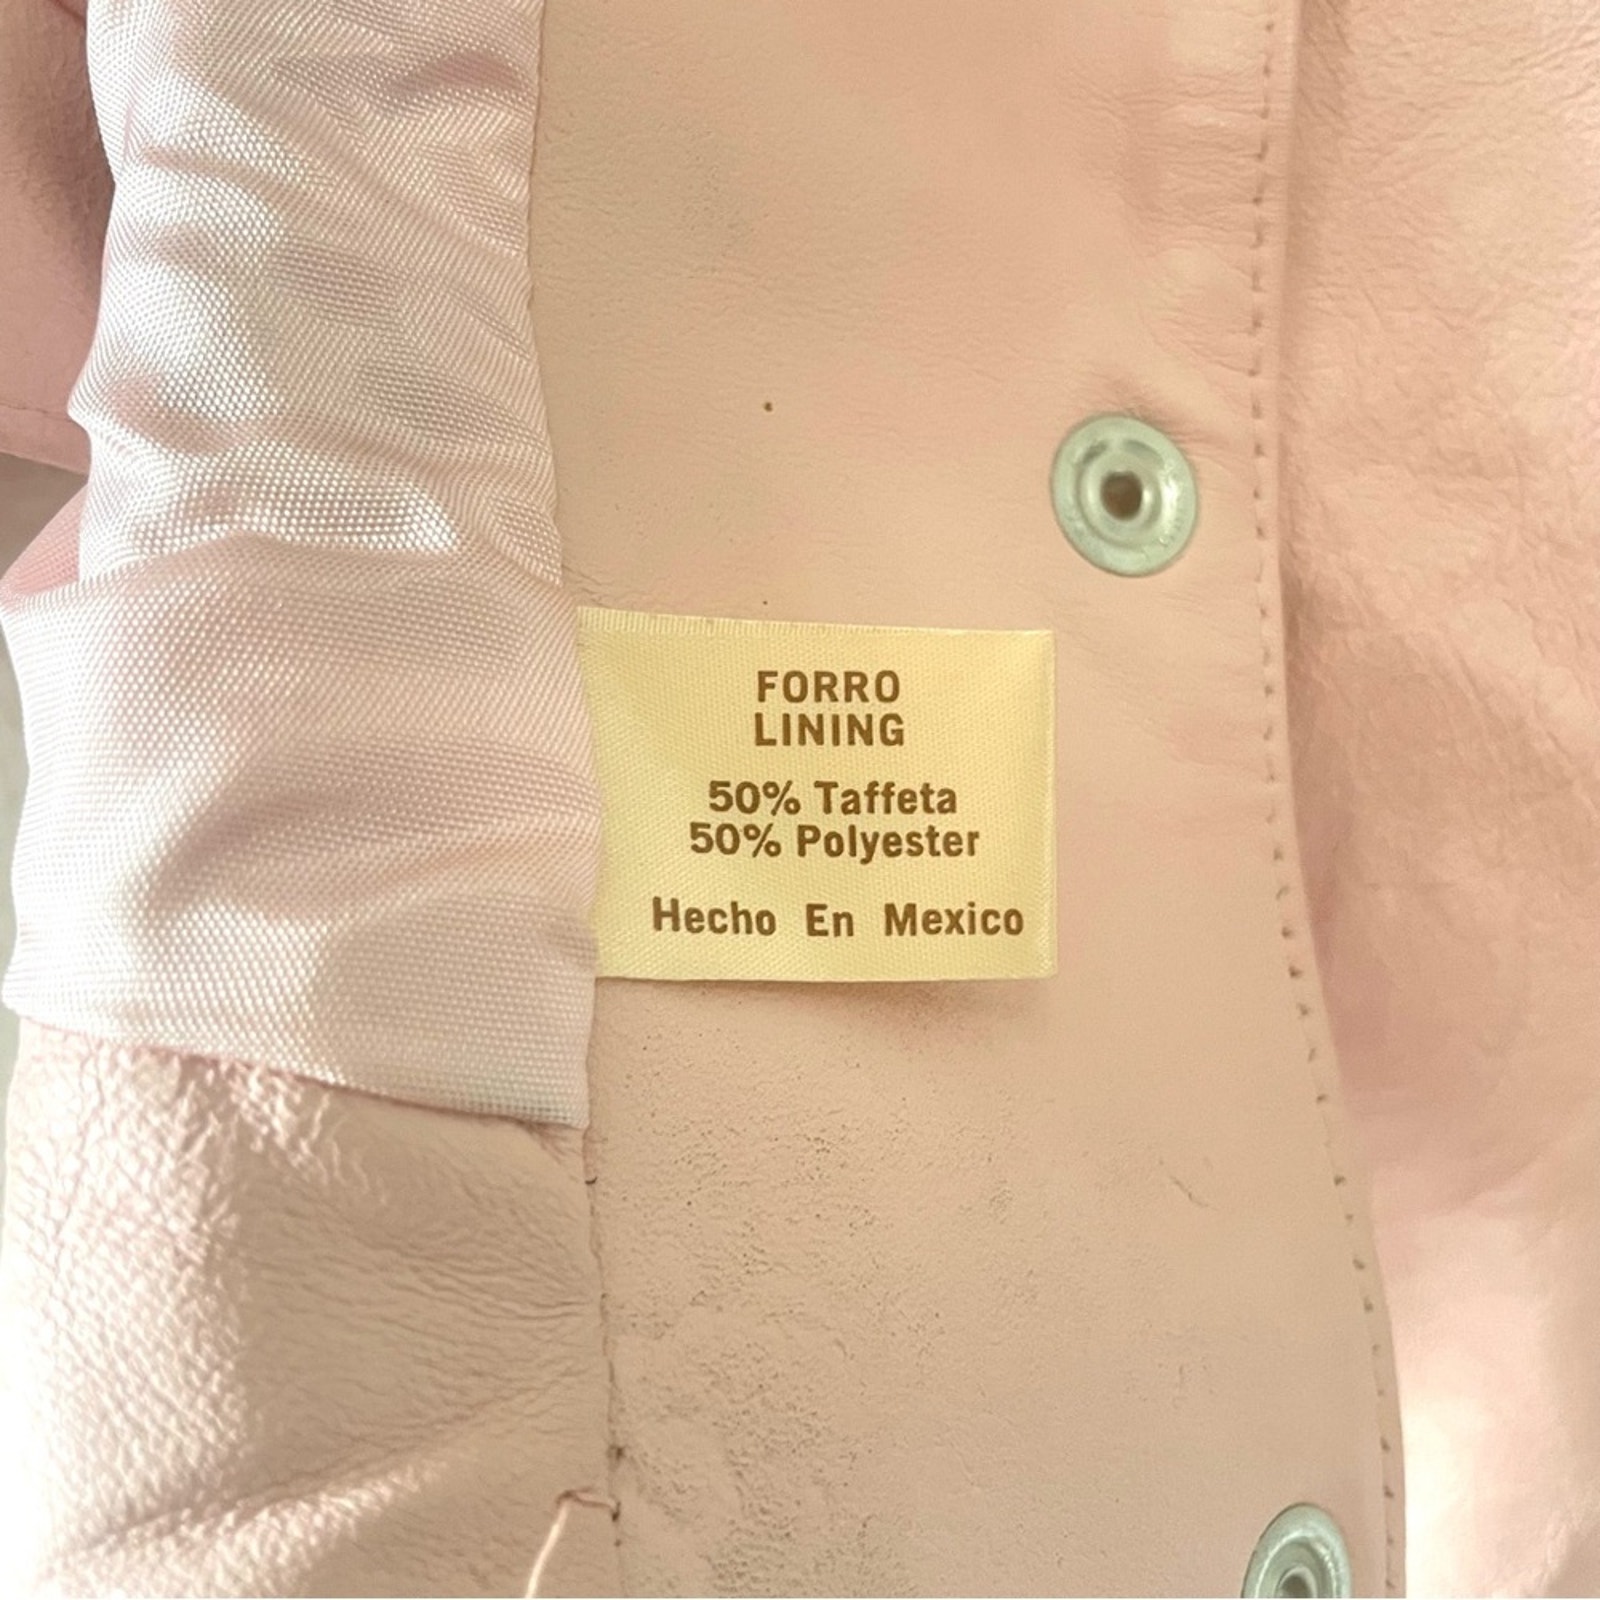 FORRO
LINING
50% Taffeta
50% Polyester
Hecho En Mexico